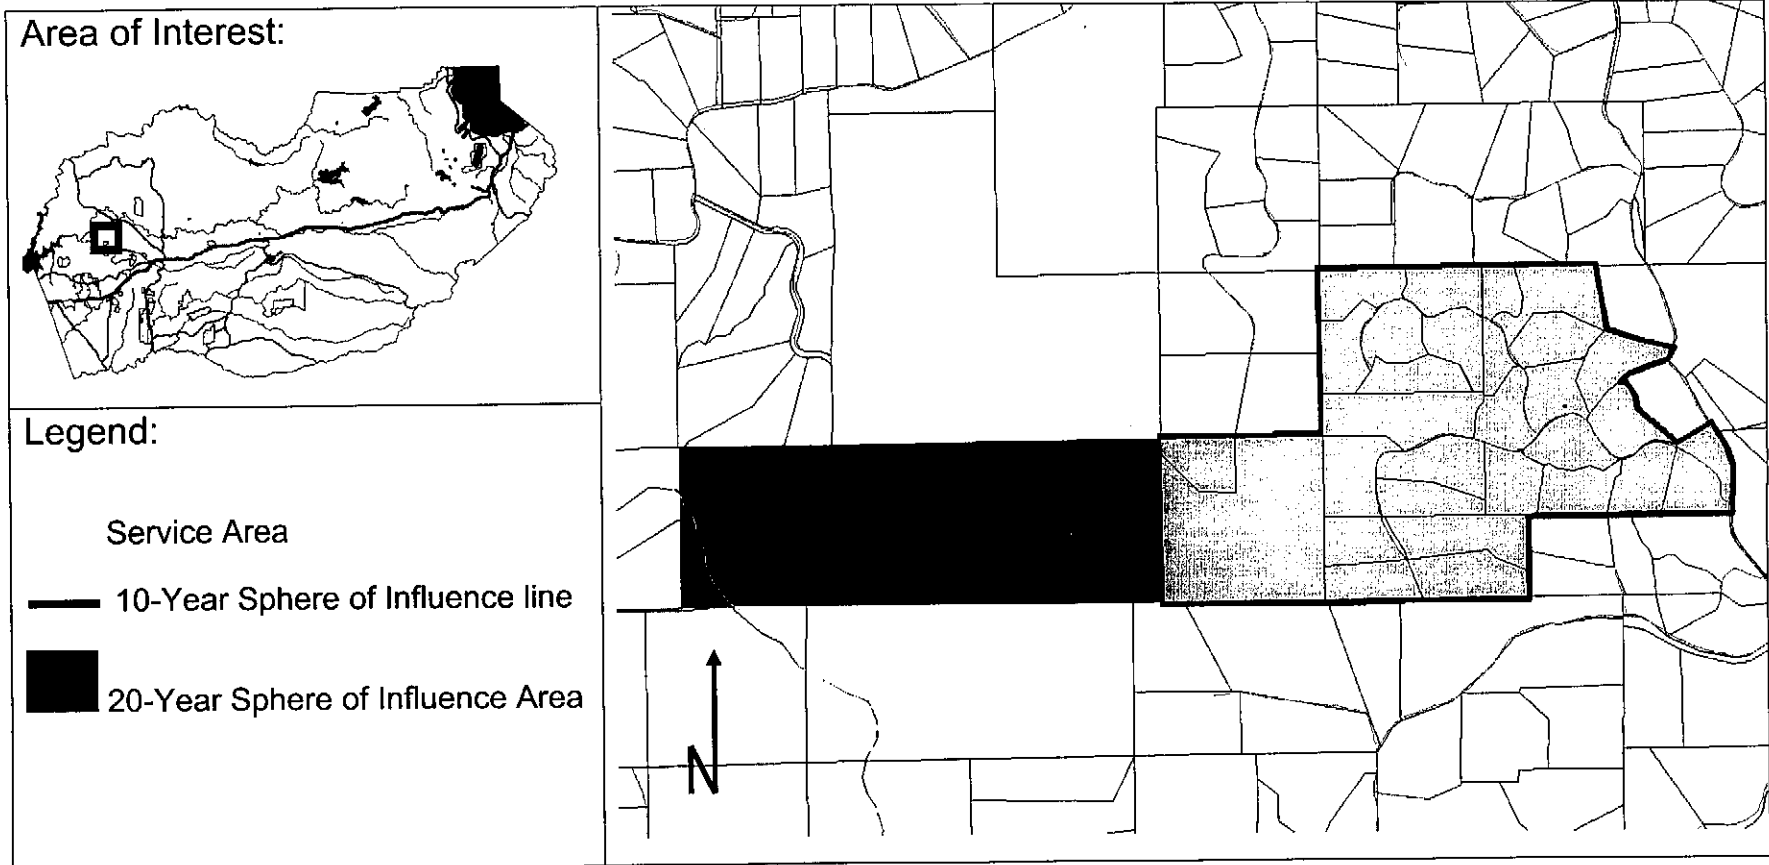 Area of Interest:
Legend:
Service Area
10-Year Sphere of Influence line
20-Year Sphere of Influence Area
N